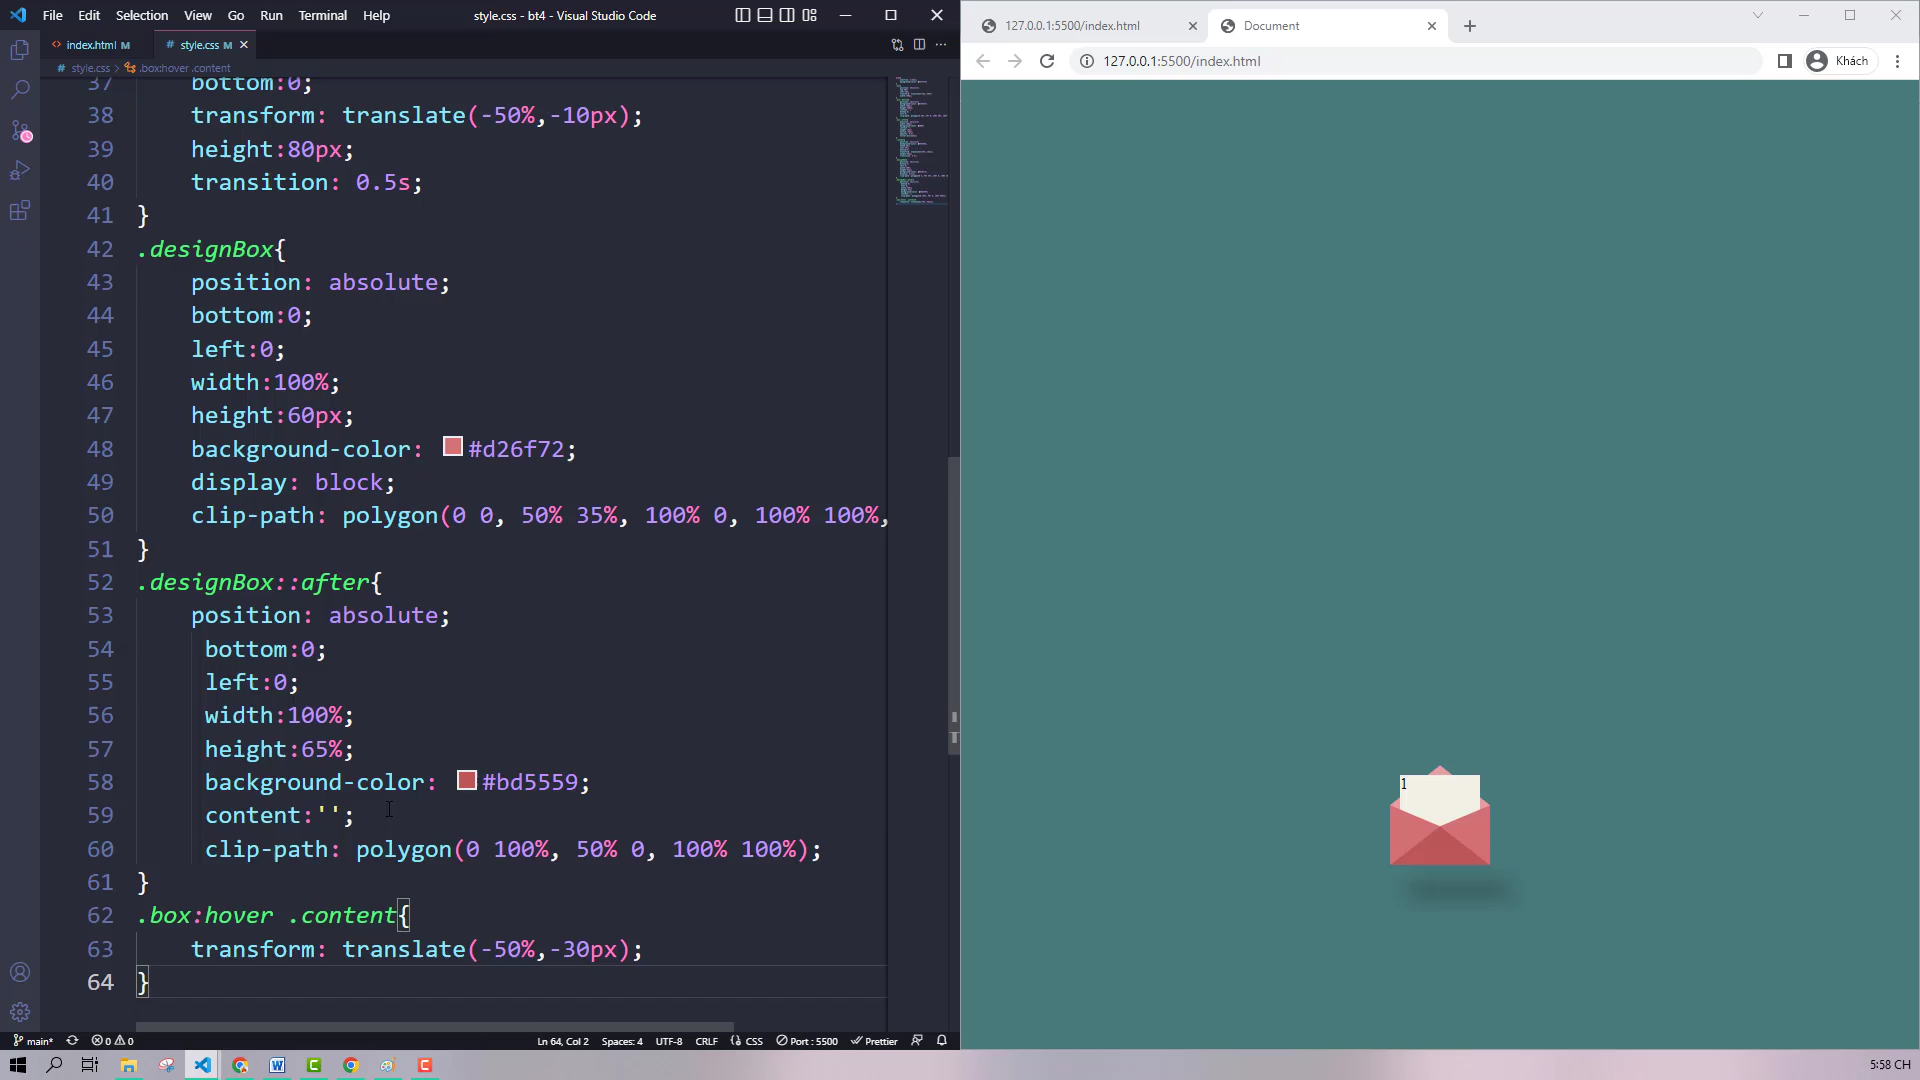 File Edit Selection View Go Run Terminal Help style.css - bt4 - Visual Studio Code
index.html M style.css M
style.css .box:hover .content
37 bottom:0;
38 transform: translate(-50%,-10px);
39 height:80px;
40 transition: 0.5s;
41 }
42 .designBox{
43 position: absolute;
44 bottom:0;
45 left:0;
46 width:100%;
47 height:60px;
48 background-color: #d26f72;
49 display: block;
50 clip-path: polygon(0 0, 50% 35%, 100% 0, 100% 100%,
51 }
52 .designBox::after{
53 position: absolute;
54 bottom:0;
55 left:0;
56 width:100%;
57 height:65%;
58 background-color: #bd5559;
59 content:'';
60 clip-path: polygon(0 100%, 50% 0, 100% 100%);
61 }
62 .box:hover .content{
63 transform: translate(-50%,-30px);
64 }
main* 0 0 Ln 64, Col 2 Spaces: 4 UTF-8 CRLF CSS Port : 5500 Prettier
127.0.0.1:5500/index.html Document
127.0.0.1:5500/index.html Khách
1
5:58 CH